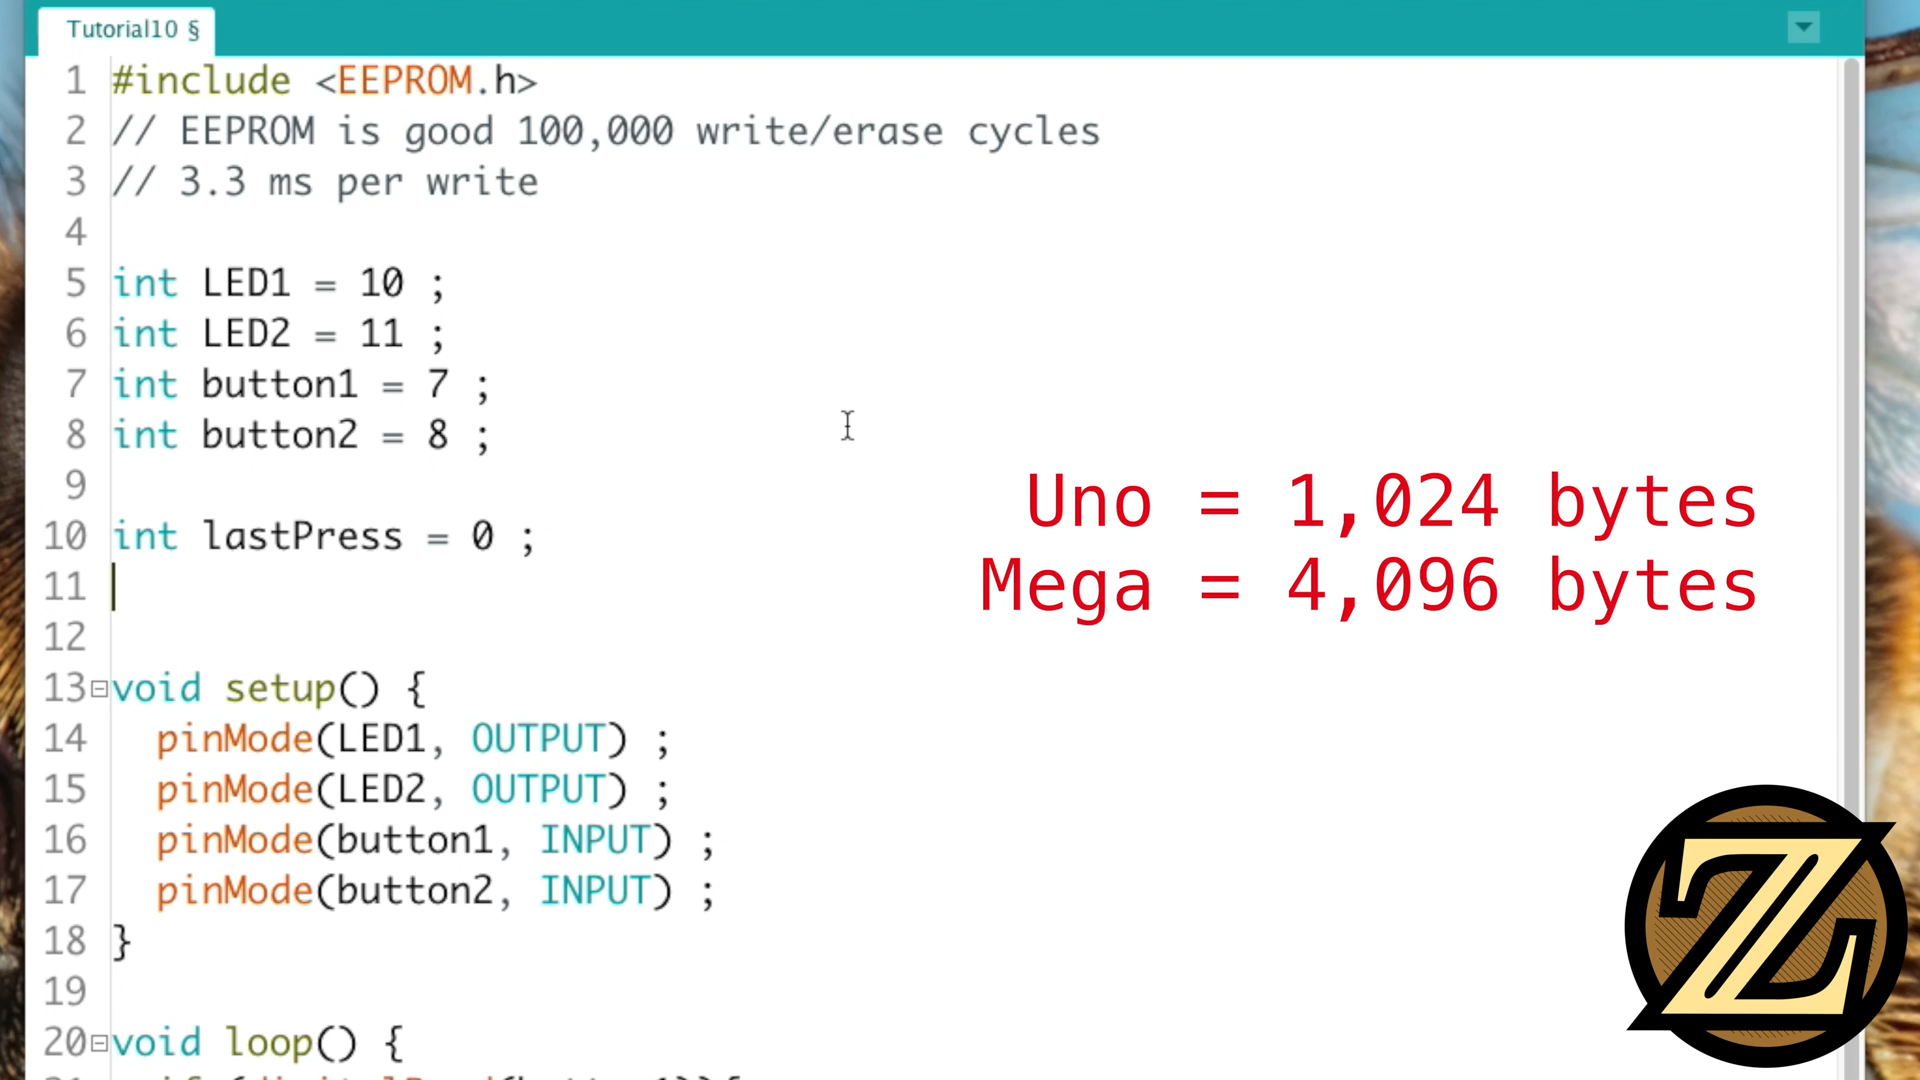 Tutorial10 §
1 #include <EEPROM.h>
2 // EEPROM is good 100,000 write/erase cycles
3 // 3.3 ms per write
4
5 int LED1 = 10 ;
6 int LED2 = 11 ;
7 int button1 = 7 ;
8 int button2 = 8 ;
9
Uno = 1,024 bytes
10 int lastPress = 0 ;
Mega = 4,096 bytes
11
12
13 void setup() {
14 pinMode(LED1, OUTPUT) ;
15 pinMode(LED2, OUTPUT) ;
16 pinMode(button1, INPUT) ;
17 pinMode(button2, INPUT) ;
18 }
19
20 void loop() {
Z